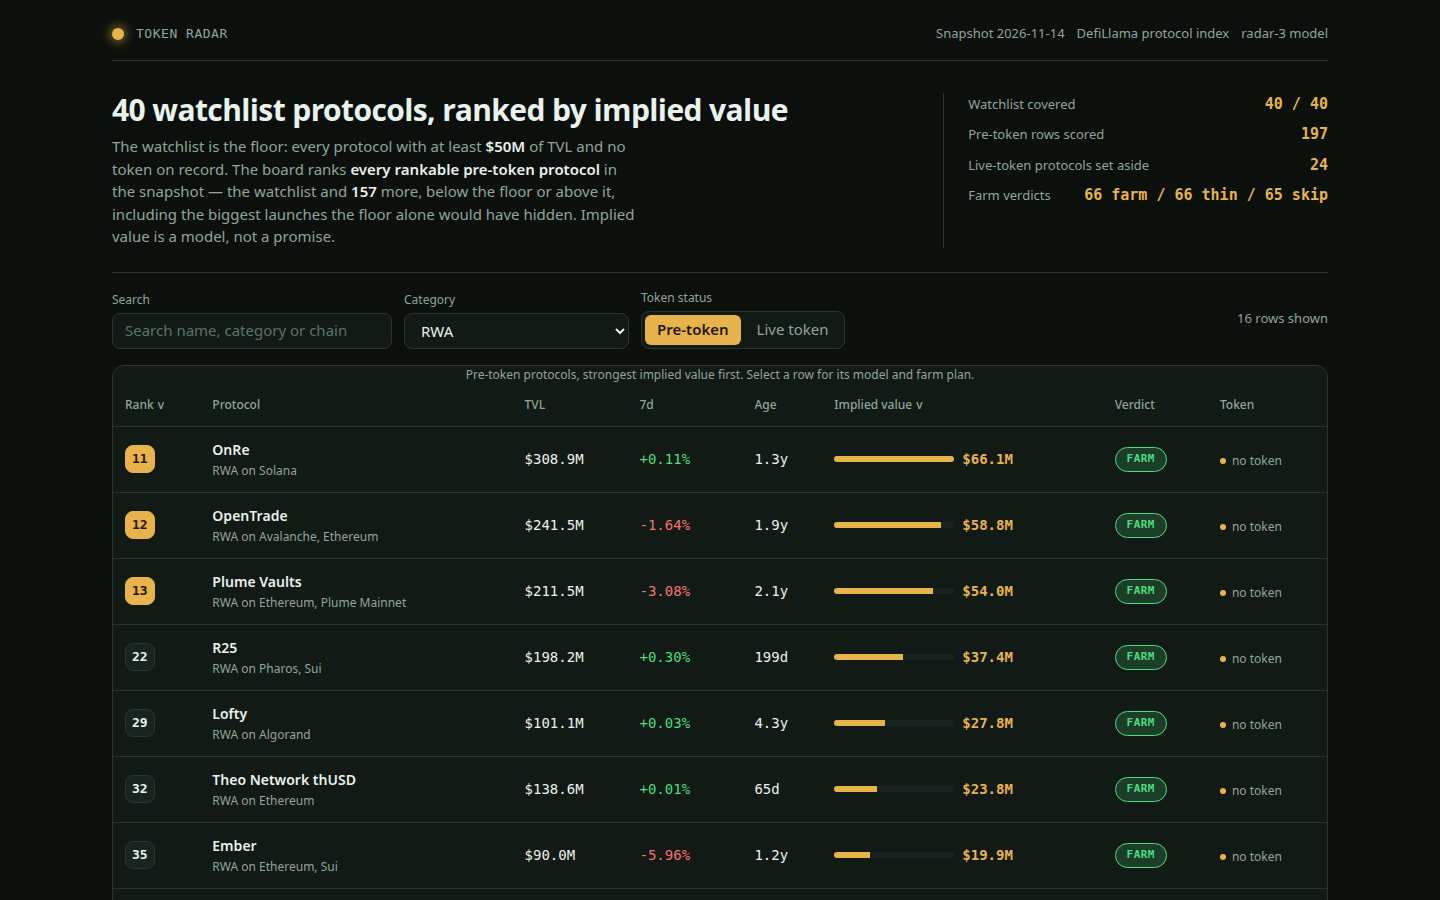 TOKEN RADAR
Snapshot 2026-11-14 DefiLlama protocol index radar-3 model
40 watchlist protocols, ranked by implied value
The watchlist is the floor: every protocol with at least $50M of TVL and no
token on record. The board ranks every rankable pre-token protocol in
the snapshot — the watchlist and 157 more, below the floor or above it,
including the biggest launches the floor alone would have hidden. Implied
value is a model, not a promise.
Watchlist covered 40 / 40
Pre-token rows scored 197
Live-token protocols set aside 24
Farm verdicts 66 farm / 66 thin / 65 skip
Search
Search name, category or chain
Category
RWA
Token status
Pre-token Live token
16 rows shown
Pre-token protocols, strongest implied value first. Select a row for its model and farm plan.
Rank v Protocol TVL 7d Age Implied value v Verdict Token
11 OnRe $308.9M +0.11% 1.3y $66.1M FARM no token
RWA on Solana
12 OpenTrade $241.5M -1.64% 1.9y $58.8M FARM no token
RWA on Avalanche, Ethereum
13 Plume Vaults $211.5M -3.08% 2.1y $54.0M FARM no token
RWA on Ethereum, Plume Mainnet
22 R25 $198.2M +0.30% 199d $37.4M FARM no token
RWA on Pharos, Sui
29 Lofty $101.1M +0.03% 4.3y $27.8M FARM no token
RWA on Algorand
32 Theo Network thUSD $138.6M +0.01% 65d $23.8M FARM no token
RWA on Ethereum
35 Ember $90.0M -5.96% 1.2y $19.9M FARM no token
RWA on Ethereum, Sui